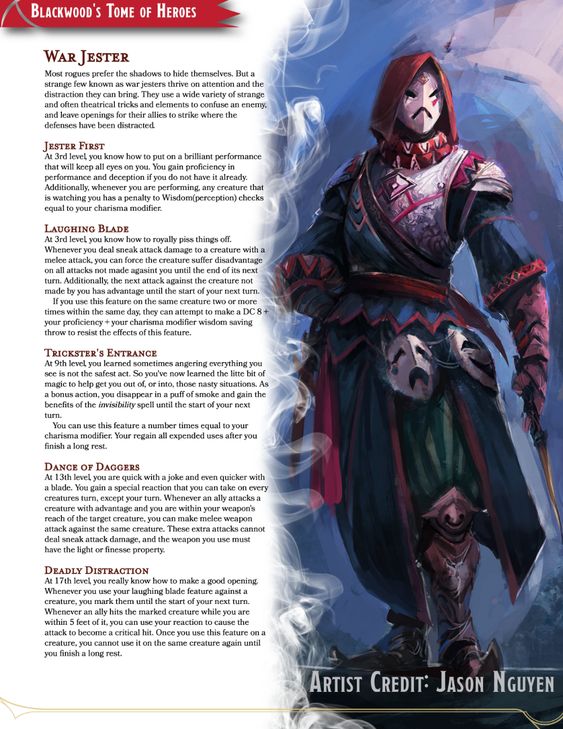 Blackwood's Tome of Heroes
War Jester
Most rogues prefer the shadows to hide themselves. But a
strange few known as war jesters thrive on attention and the
distraction they can bring. They use a wide variety of strange
and often theatrical tricks and elements to confuse an enemy,
and leave openings for their allies to strike where the
defenses have been distracted.
Jester First
At 3rd level, you know how to put on a brilliant performance
that will keep all eyes on you. You gain proficiency in
performance and deception if you do not have it already.
Additionally, whenever you are performing, any creature that
is watching you has a penalty to Wisdom(perception) checks
equal to your charisma modifier.
Laughing Blade
At 3rd level, you know how to royally piss things off.
Whenever you deal sneak attack damage to a creature with a
melee attack, you can force the creature suffer disadvantage
on all attacks not made agasint you until the end of its next
turn. Additionally, the next attack against the creature not
made by you has advantage until the start of your next turn.
If you use this feature on the same creature two or more
times within the same day, they can attempt to make a DC 8 +
your proficiency + your charisma modifier wisdom saving
throw to resist the effects of this feature.
Trickster's Entrance
At 9th level, you learned sometimes angering everything you
see is not the safest act. So you've now learned the lite bit of
magic to help get you out of, or into, those nasty situations. As
a bonus action, you disappear in a puff of smoke and gain the
benefits of the invisibility spell until the start of your next
turn.
You can use this feature a number times equal to your
charisma modifier. Your regain all expended uses after you
finish a long rest.
Dance of Daggers
At 13th level, you are quick with a joke and even quicker with
a blade. You gain a special reaction that you can take on every
creatures turn, except your turn. Whenever an ally attacks a
creature with advantage and you are within your weapon's
reach of the target creature, you can make melee weapon
attack against the same creature. These extra attacks cannot
deal sneak attack damage, and the weapon you use must
have the light or finesse property.
Deadly Distraction
At 17th level, you really know how to make a good opening.
Whenever you use your laughing blade feature against a
creature, you mark them until the start of your next turn.
Whenever an ally hits the marked creature while you are
within 5 feet of it, you can use your reaction to cause the
attack to become a critical hit. Once you use this feature on a
creature, you cannot use it on the same creature again until
you finish a long rest.
Artist Credit: Jason Nguyen